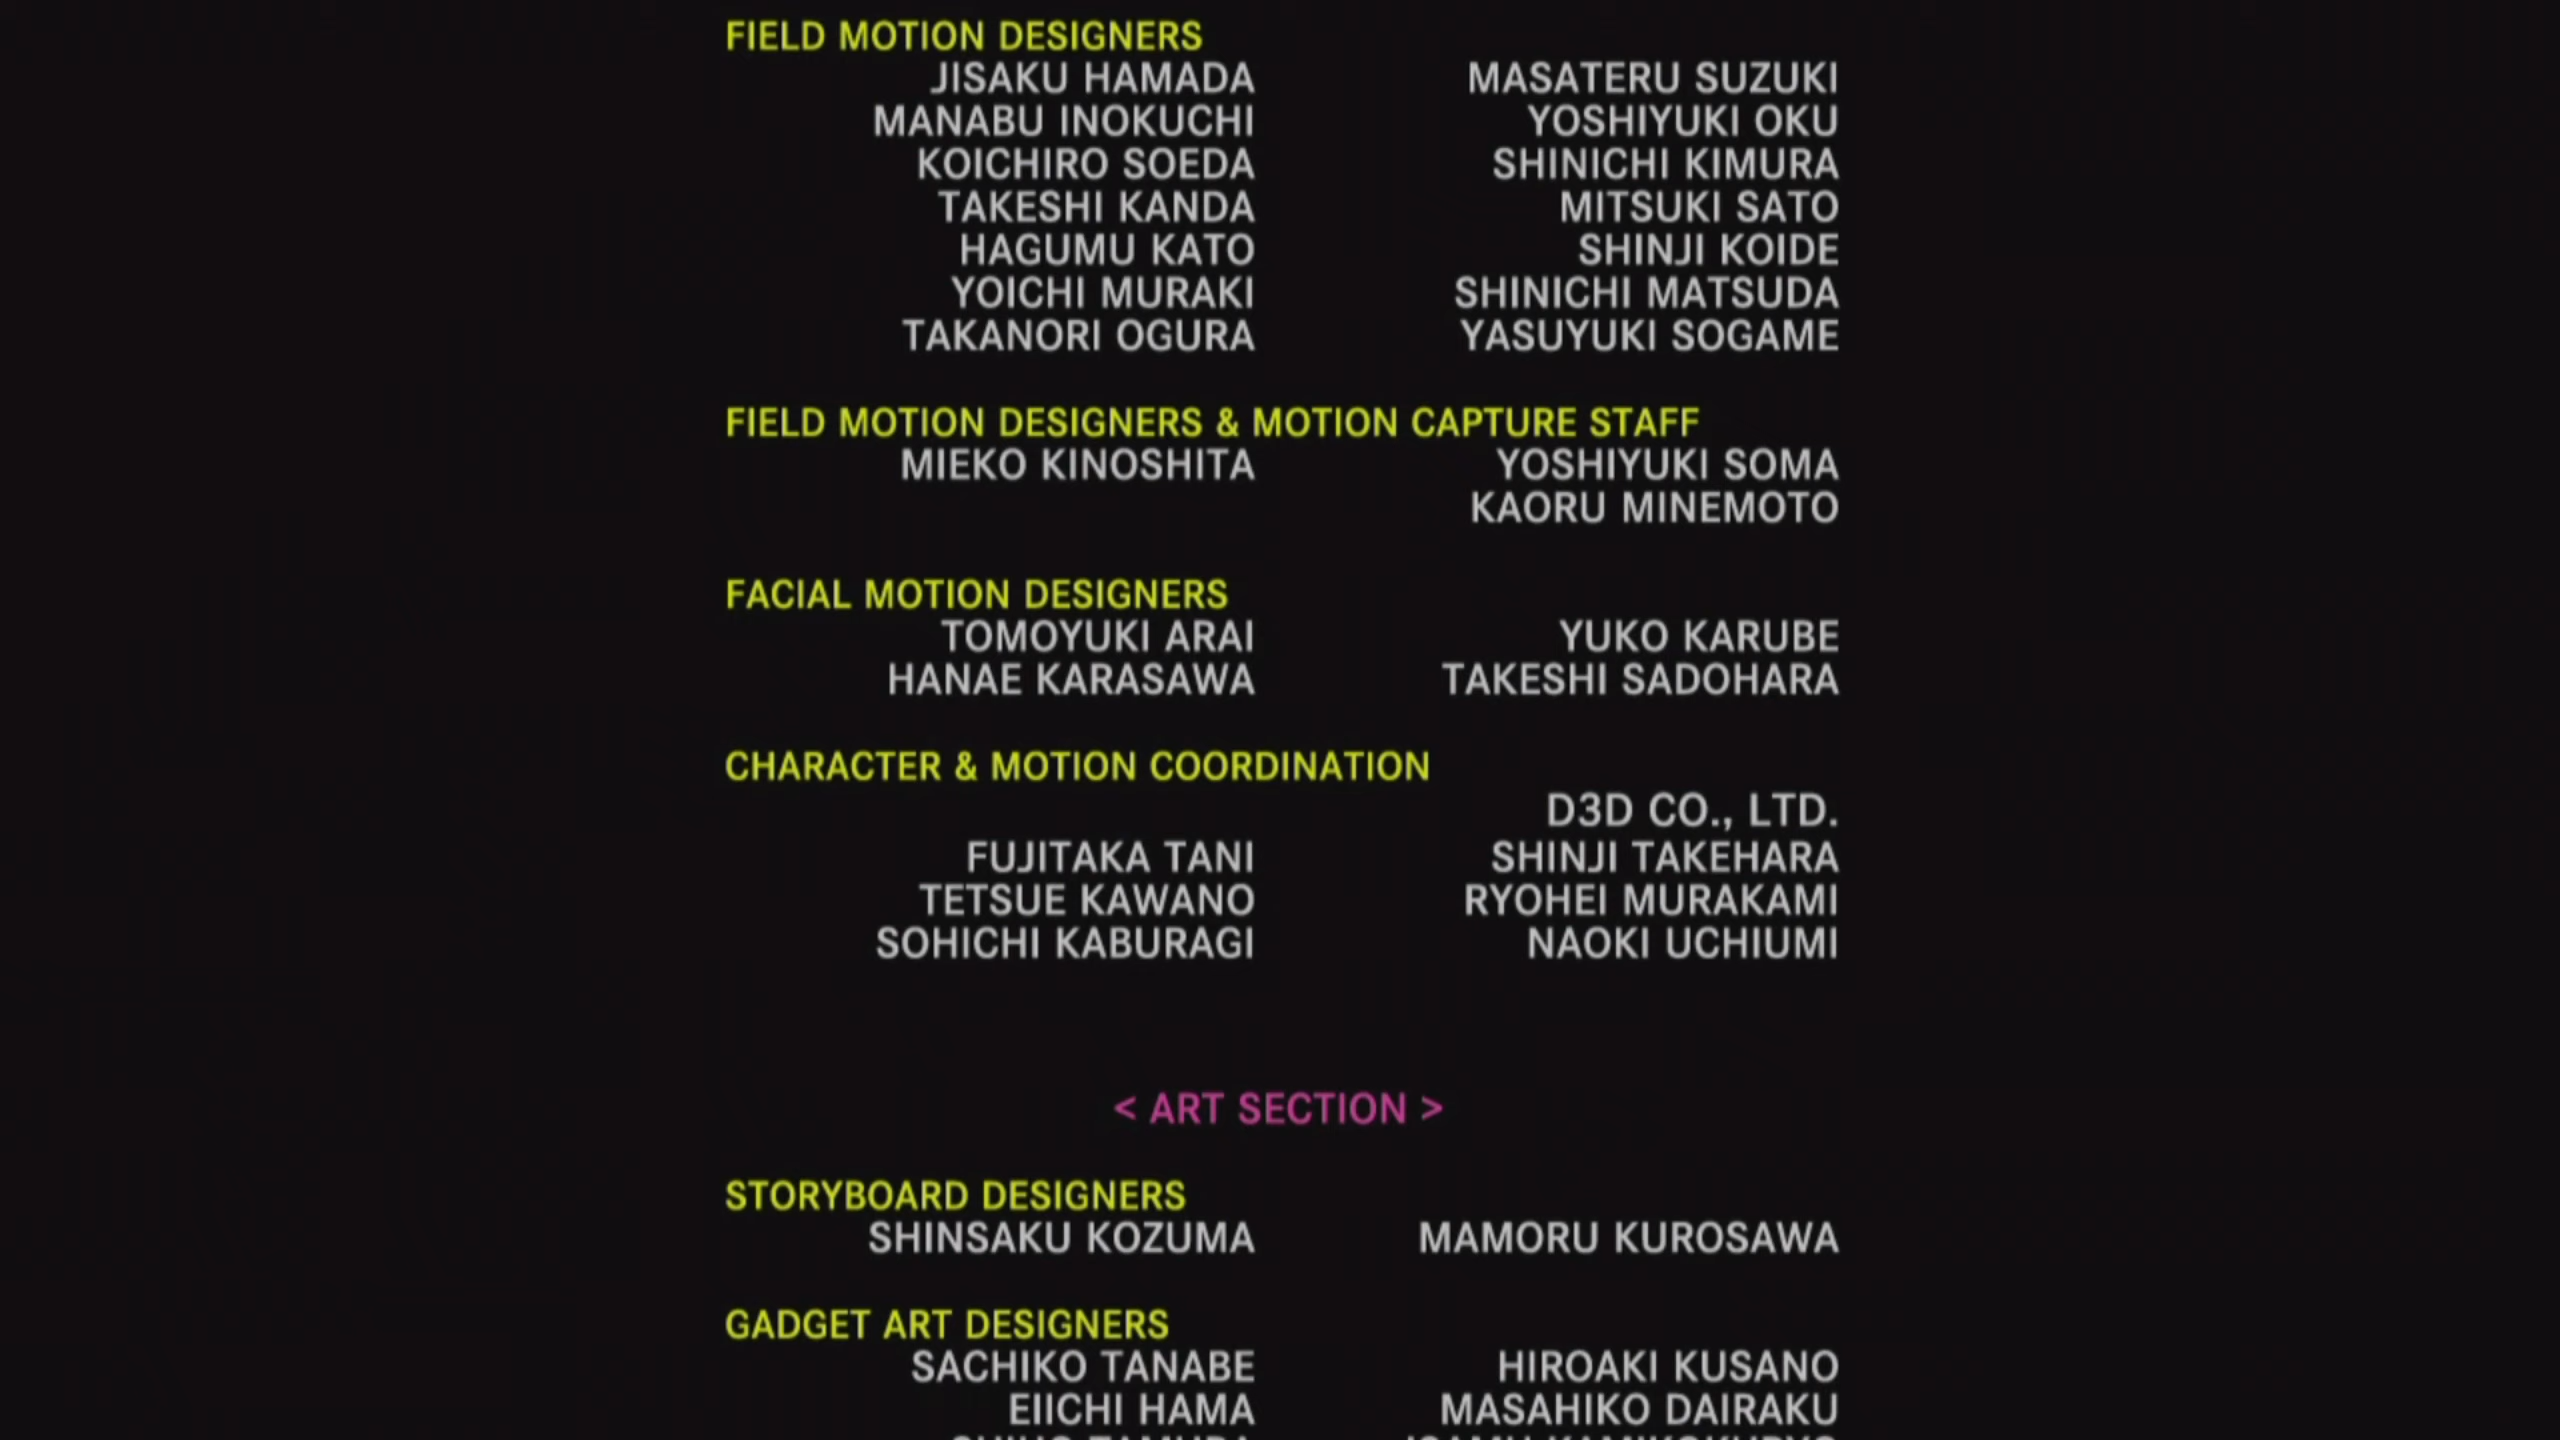 FIELD MOTION DESIGNERS
JISAKU HAMADA MASATERU SUZUKI
MANABU INOKUCHI YOSHIYUKI OKU
KOICHIRO SOEDA SHINICHI KIMURA
TAKESHI KANDA MITSUKI SATO
HAGUMU KATO SHINJI KOIDE
YOICHI MURAKI SHINICHI MATSUDA
TAKANORI OGURA YASUYUKI SOGAME
FIELD MOTION DESIGNERS & MOTION CAPTURE STAFF
MIEKO KINOSHITA YOSHIYUKI SOMA
KAORU MINEMOTO
FACIAL MOTION DESIGNERS
TOMOYUKI ARAI YUKO KARUBE
HANAE KARASAWA TAKESHI SADOHARA
CHARACTER & MOTION COORDINATION
D3D CO., LTD.
FUJITAKA TANI SHINJI TAKEHARA
TETSUE KAWANO RYOHEI MURAKAMI
SOHICHI KABURAGI NAOKI UCHIUMI
< ART SECTION >
STORYBOARD DESIGNERS
SHINSAKU KOZUMA MAMORU KUROSAWA
GADGET ART DESIGNERS
SACHIKO TANABE HIROAKI KUSANO
EIICHI HAMA MASAHIKO DAIRAKU